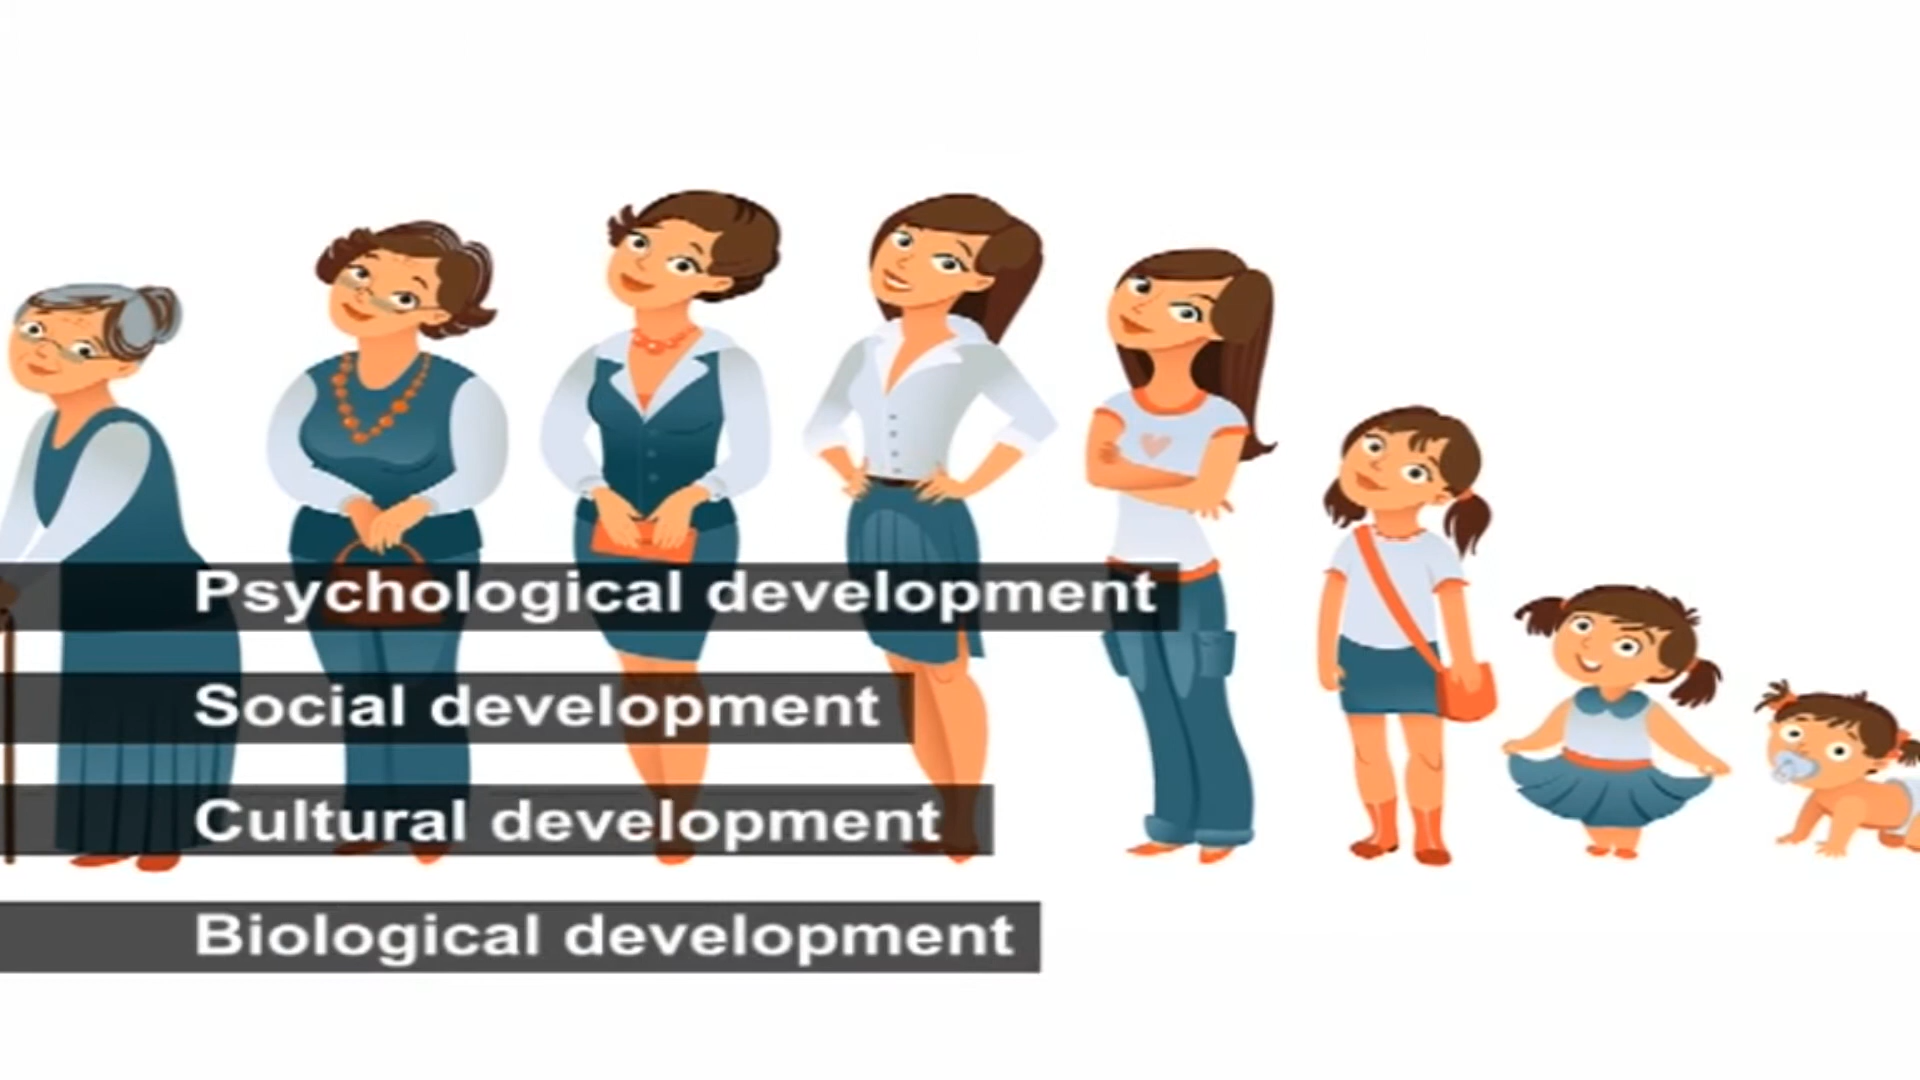 Psychological development
Social development
Cultural development
Biological development